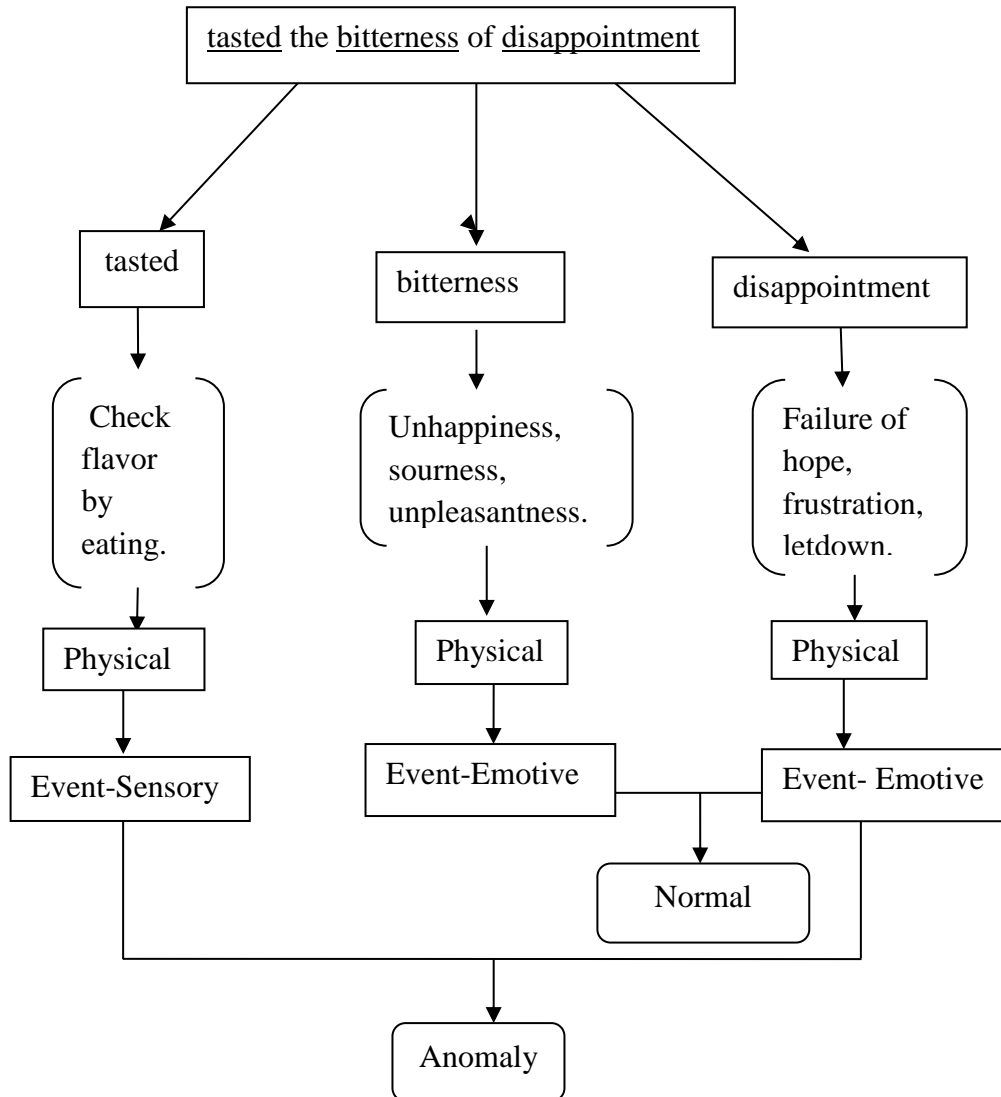 tasted the bitterness of disappointment
tasted
bitterness
disappointment
Check
flavor
by
eating.
Unhappiness,
sourness,
unpleasantness.
Failure of
hope,
frustration,
letdown.
Physical
Physical
Physical
Event-Sensory
Event-Emotive
Event- Emotive
Normal
Anomaly